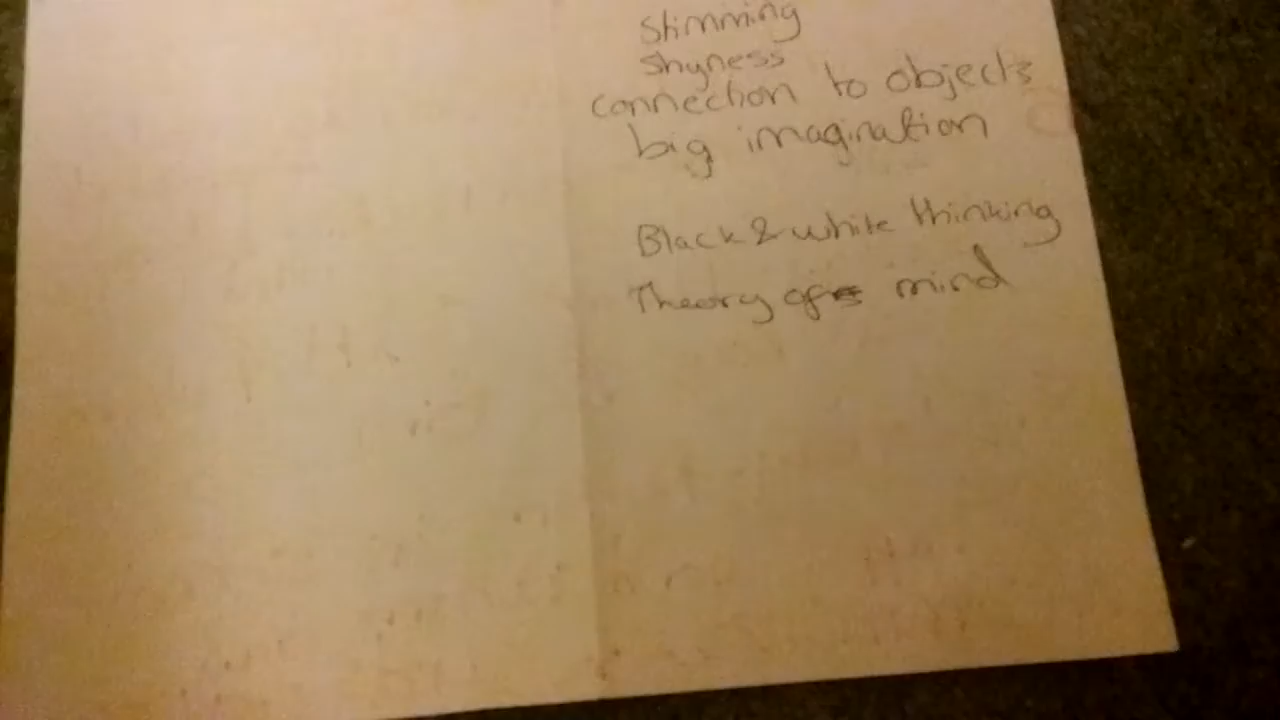 Stimming
Shyness
connection to objects
big imagination
Black & white thinking
Theory of mind